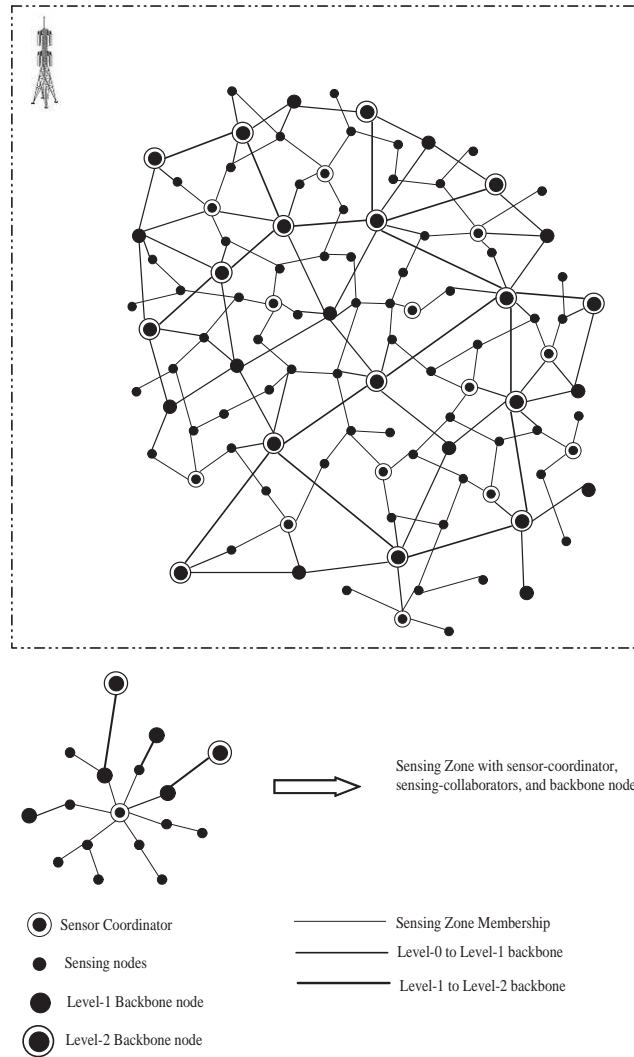 Sensing Zone with sensor-coordinator,
sensing-collaborators, and backbone node
Sensor Coordinator
Sensing nodes
Level-1 Backbone node
Level-2 Backbone node
Sensing Zone Membership
Level-0 to Level-1 backbone
Level-1 to Level-2 backbone